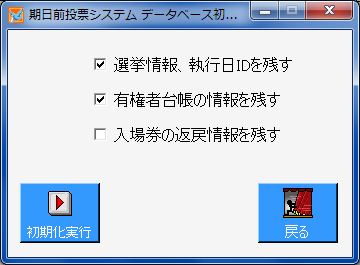 期日前投票システム データベース初...
選挙情報、執行日IDを残す
有権者台帳の情報を残す
入場券の返戻情報を残す
初期化実行
戻る